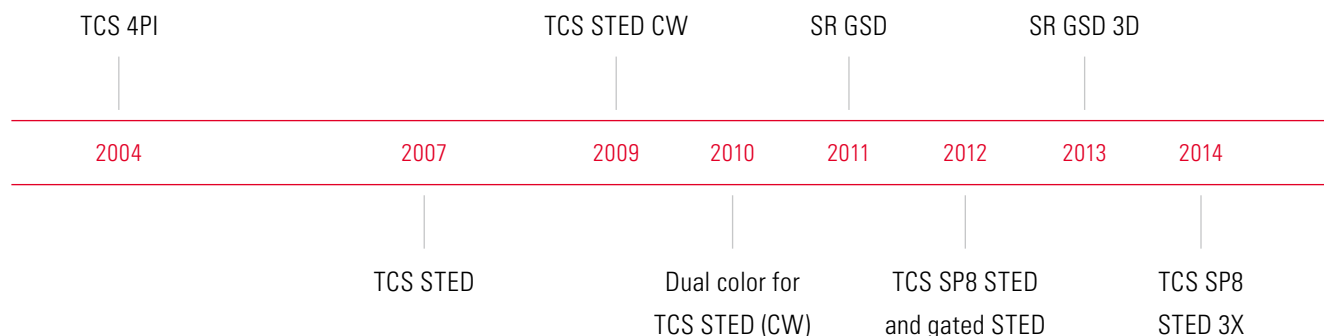 TCS 4PI
TCS STED CW
SR GSD
SR GSD 3D
2004
2007
2009
2010
2011
2012
2013
2014
TCS STED
Dual color for
TCS STED (CW)
TCS SP8 STED
and gated STED
TCS SP8
STED 3X